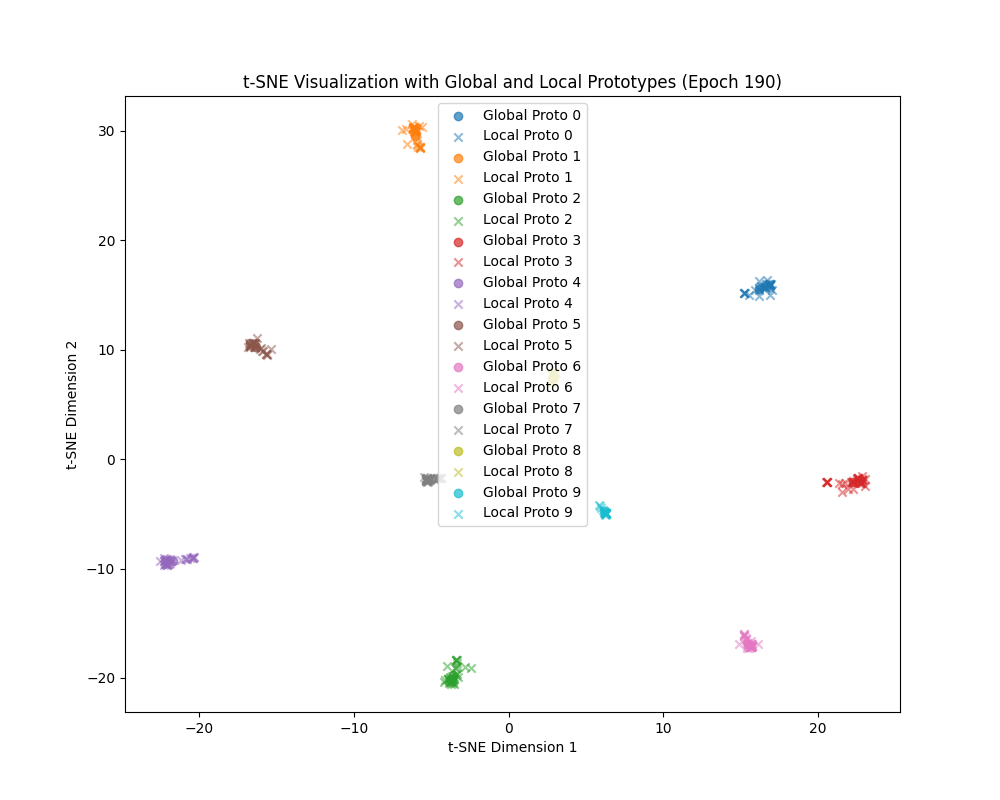 t-SNE Visualization with Global and Local Prototypes (Epoch 190)
Global Proto 0
Local Proto 0
Global Proto 1
Local Proto 1
Global Proto 2
Local Proto 2
Global Proto 3
Local Proto 3
Global Proto 4
Local Proto 4
Global Proto 5
Local Proto 5
Global Proto 6
Local Proto 6
Global Proto 7
Local Proto 7
Global Proto 8
Local Proto 8
Global Proto 9
Local Proto 9
30
20
10
0
−10
−20
t-SNE Dimension 2
−20
−10
0
10
20
t-SNE Dimension 1